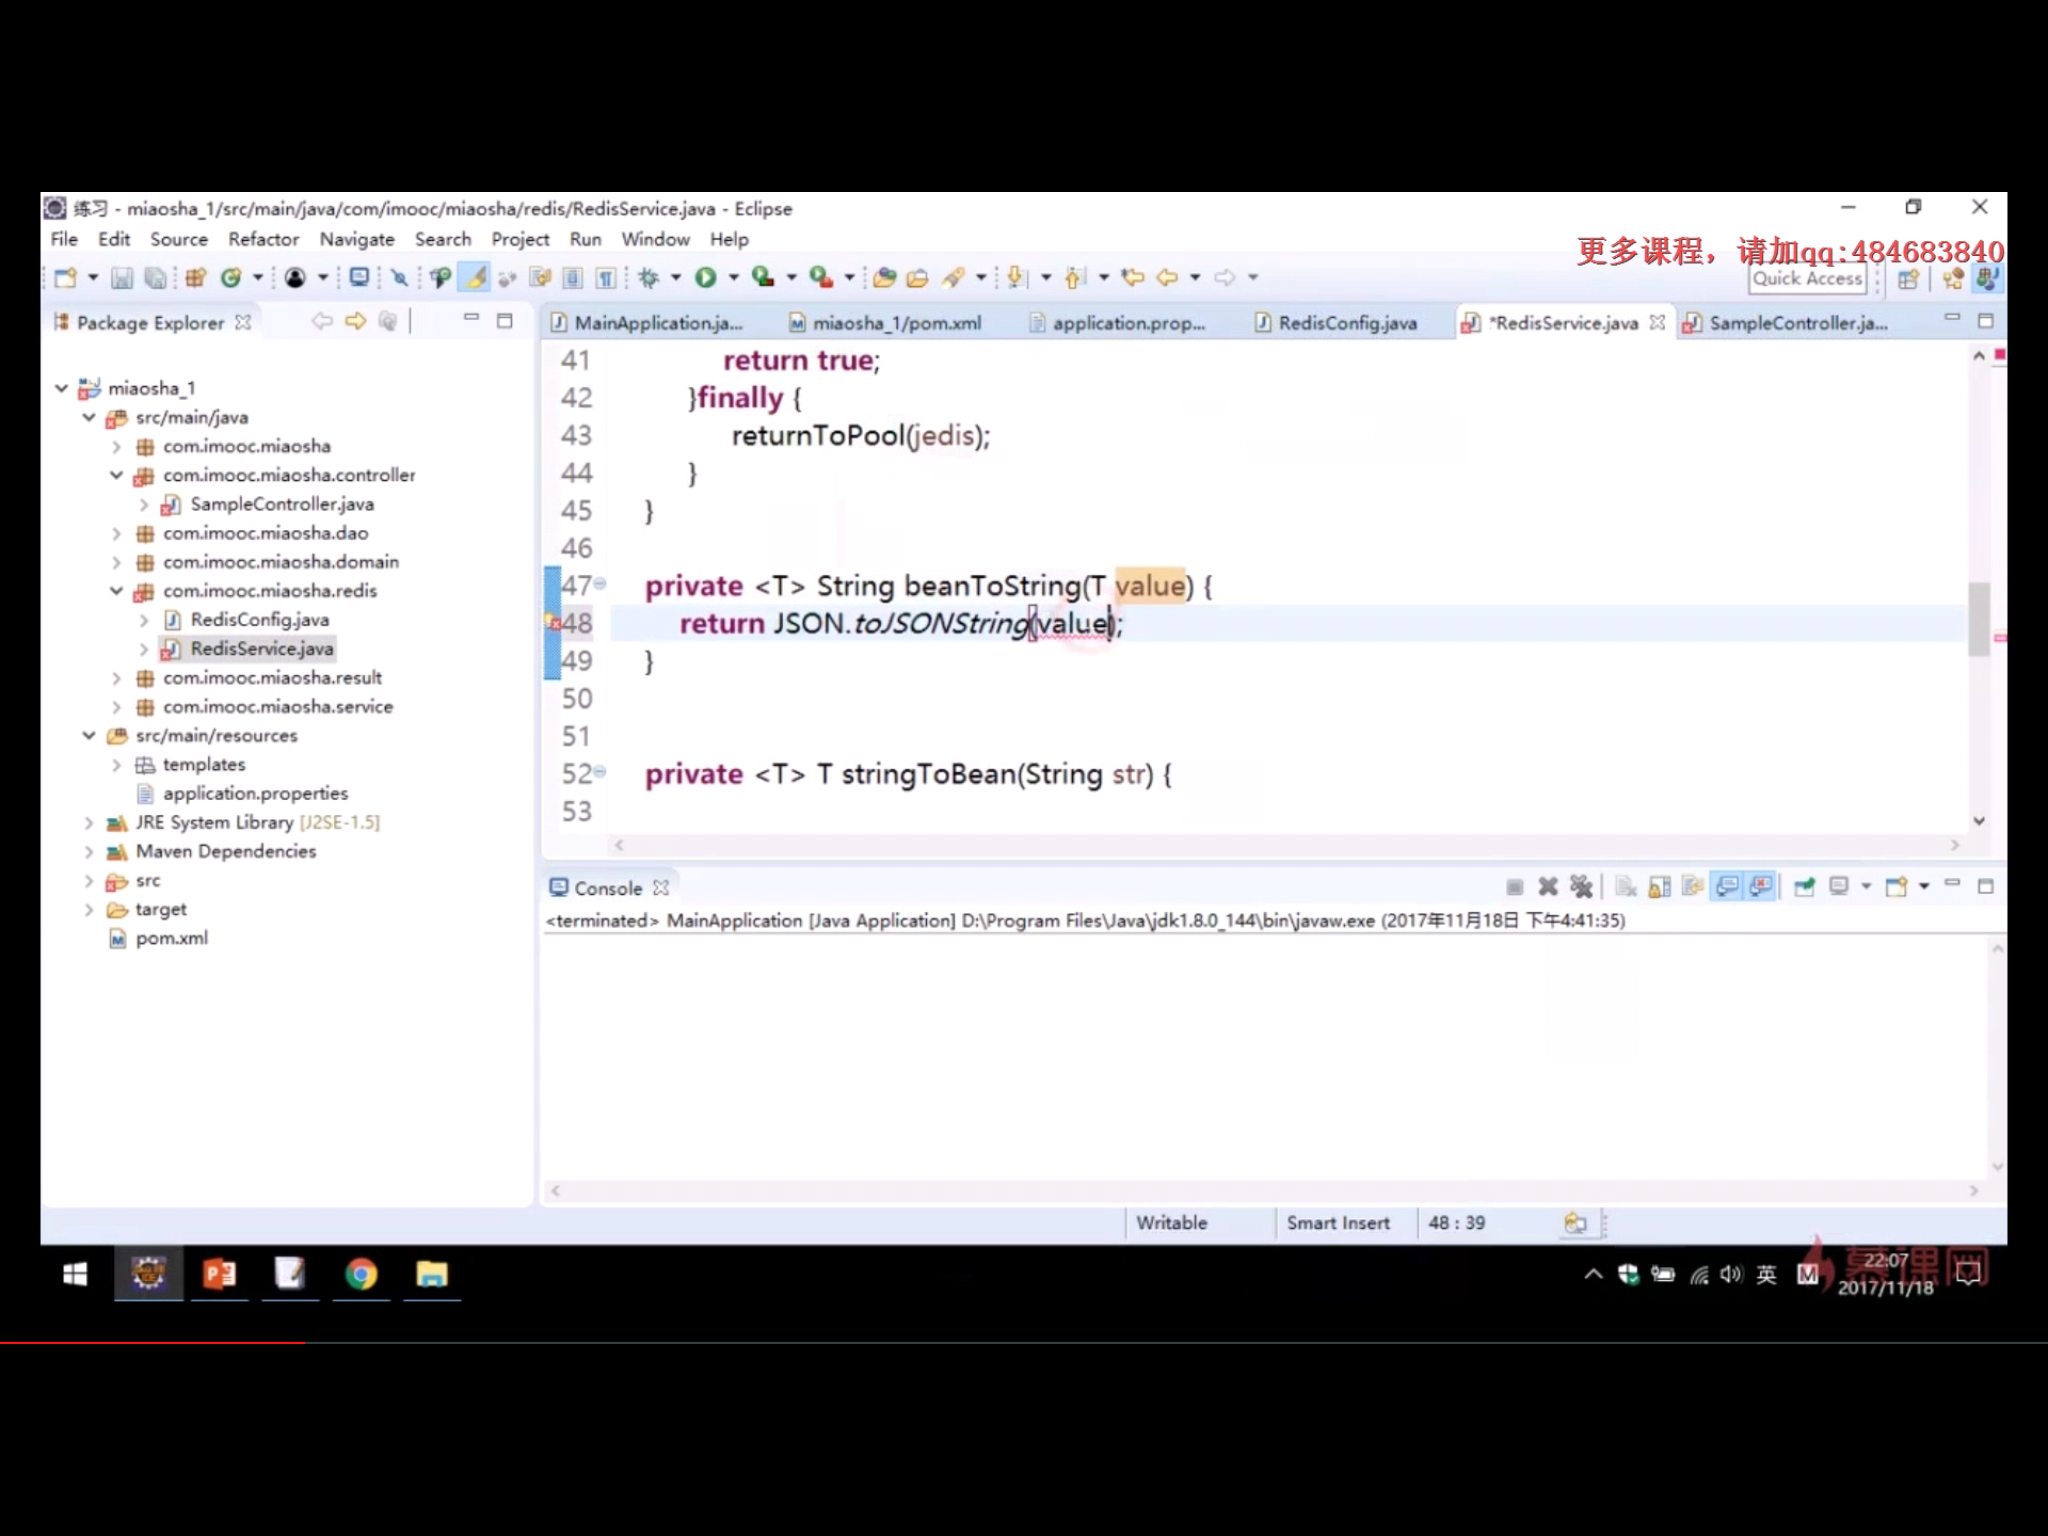 练习 - miaosha_1/src/main/java/com/imooc/miaosha/redis/RedisService.java - Eclipse
File Edit Source Refactor Navigate Search Project Run Window Help
更多课程，请加qq:484683840
Quick Access
Package Explorer
MainApplication.ja... miaosha_1/pom.xml application.prop... RedisConfig.java *RedisService.java SampleController.ja...
miaosha_1
src/main/java
com.imooc.miaosha
com.imooc.miaosha.controller
SampleController.java
com.imooc.miaosha.dao
com.imooc.miaosha.domain
com.imooc.miaosha.redis
RedisConfig.java
RedisService.java
com.imooc.miaosha.result
com.imooc.miaosha.service
src/main/resources
templates
application.properties
JRE System Library [J2SE-1.5]
Maven Dependencies
src
target
pom.xml
41 return true;
42 }finally {
43 returnToPool(jedis);
44 }
45 }
46
47 private <T> String beanToString(T value) {
48 return JSON.toJSONString(value);
49 }
50
51
52 private <T> T stringToBean(String str) {
53
Console
<terminated> MainApplication [Java Application] D:\Program Files\Java\jdk1.8.0_144\bin\javaw.exe (2017年11月18日 下午4:41:35)
Writable Smart Insert 48 : 39
英
慕课网
22:07
2017/11/18